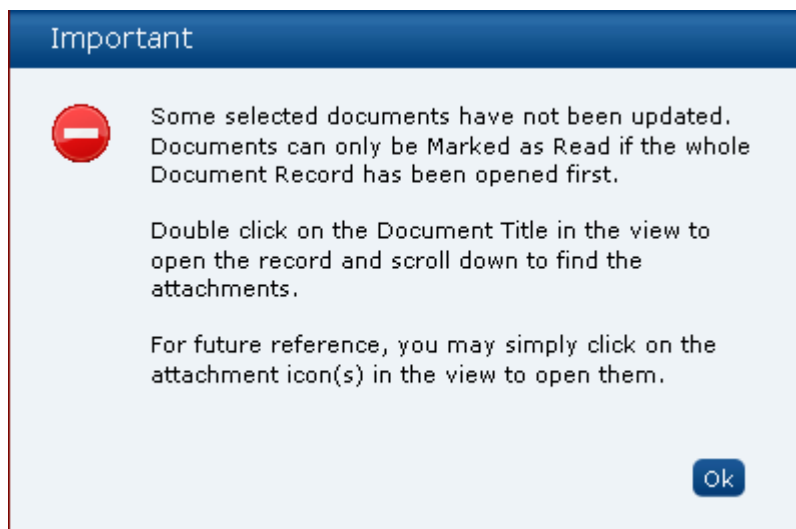 Important
Some selected documents have not been updated.
Documents can only be Marked as Read if the whole
Document Record has been opened first.
Double click on the Document Title in the view to
open the record and scroll down to find the
attachments.
For future reference, you may simply click on the
attachment icon(s) in the view to open them.
Ok